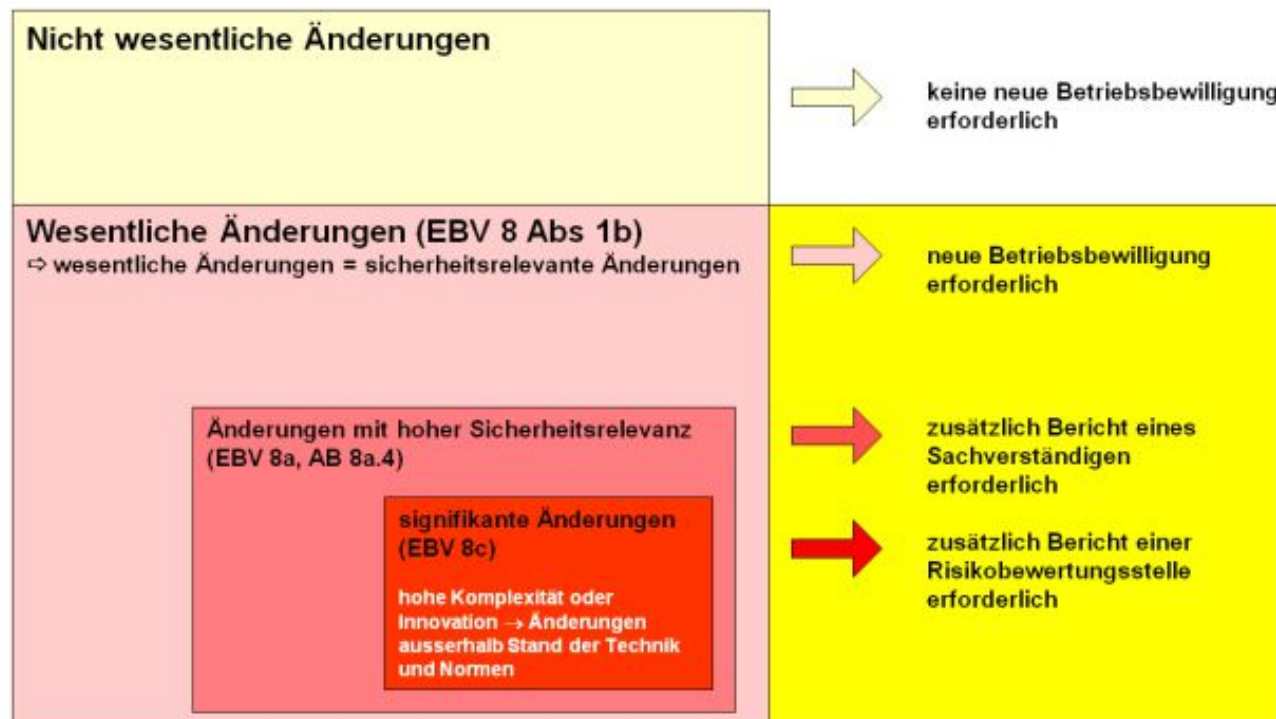 Nicht wesentliche Änderungen
keine neue Betriebsbewilligung
erforderlich
Wesentliche Änderungen (EBV 8 Abs 1b)
⇨ wesentliche Änderungen = sicherheitsrelevante Änderungen
neue Betriebsbewilligung
erforderlich
Änderungen mit hoher Sicherheitsrelevanz
(EBV 8a, AB 8a.4)
zusätzlich Bericht eines
Sachverständigen
erforderlich
signifikante Änderungen
(EBV 8c)
hohe Komplexität oder
Innovation → Änderungen
ausserhalb Stand der Technik
und Normen
zusätzlich Bericht einer
Risikobewertungsstelle
erforderlich